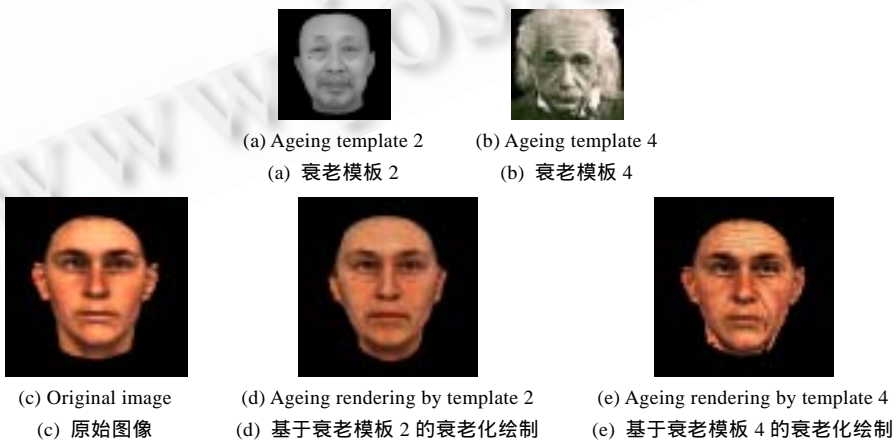 (a) Ageing template 2 (b) Ageing template 4
(a) 衰老模板 2 (b) 衰老模板 4
(c) Original image (d) Ageing rendering by template 2 (e) Ageing rendering by template 4
(c) 原始图像 (d) 基于衰老模板 2 的衰老化绘制 (e) 基于衰老模板 4 的衰老化绘制